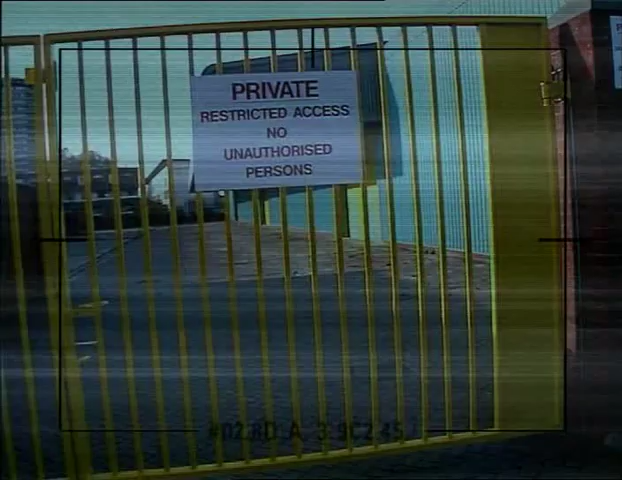 PRIVATE
RESTRICTED ACCESS
NO
UNAUTHORISED
PERSONS